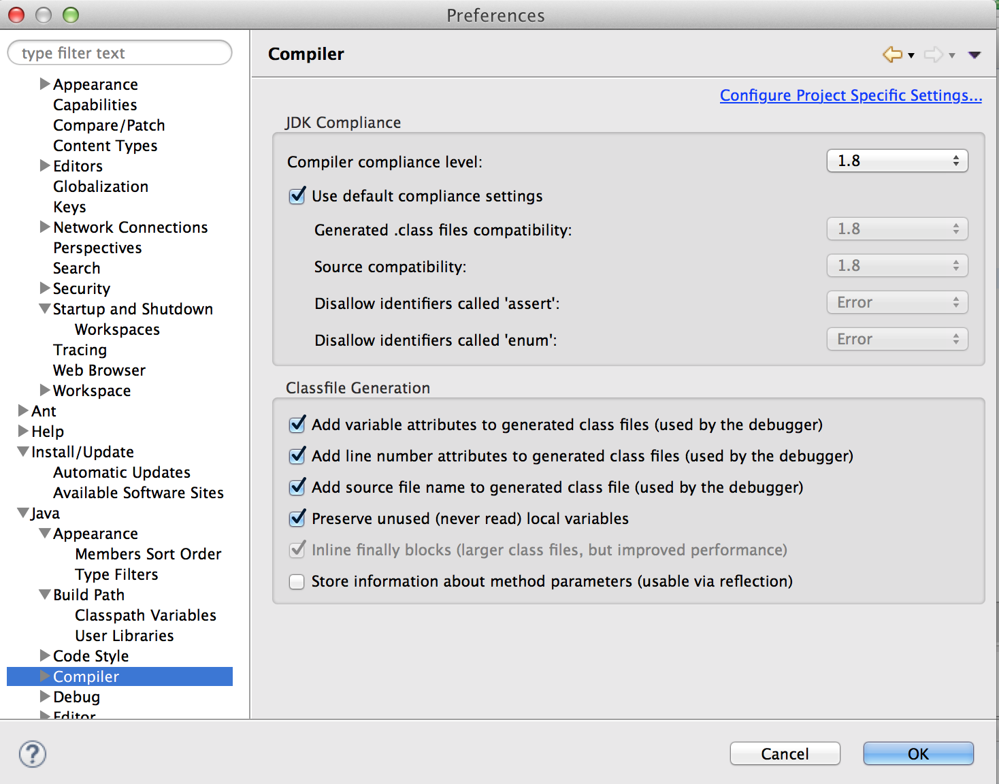 Preferences
type filter text
Appearance
Capabilities
Compare/Patch
Content Types
Editors
Globalization
Keys
Network Connections
Perspectives
Search
Security
Startup and Shutdown
Workspaces
Tracing
Web Browser
Workspace
Ant
Help
Install/Update
Automatic Updates
Available Software Sites
Java
Appearance
Members Sort Order
Type Filters
Build Path
Classpath Variables
User Libraries
Code Style
Compiler
Debug
Editor
Compiler
Configure Project Specific Settings...
JDK Compliance
Compiler compliance level: 1.8
Use default compliance settings
Generated .class files compatibility: 1.8
Source compatibility: 1.8
Disallow identifiers called 'assert': Error
Disallow identifiers called 'enum': Error
Classfile Generation
Add variable attributes to generated class files (used by the debugger)
Add line number attributes to generated class files (used by the debugger)
Add source file name to generated class file (used by the debugger)
Preserve unused (never read) local variables
Inline finally blocks (larger class files, but improved performance)
Store information about method parameters (usable via reflection)
?
Cancel
OK